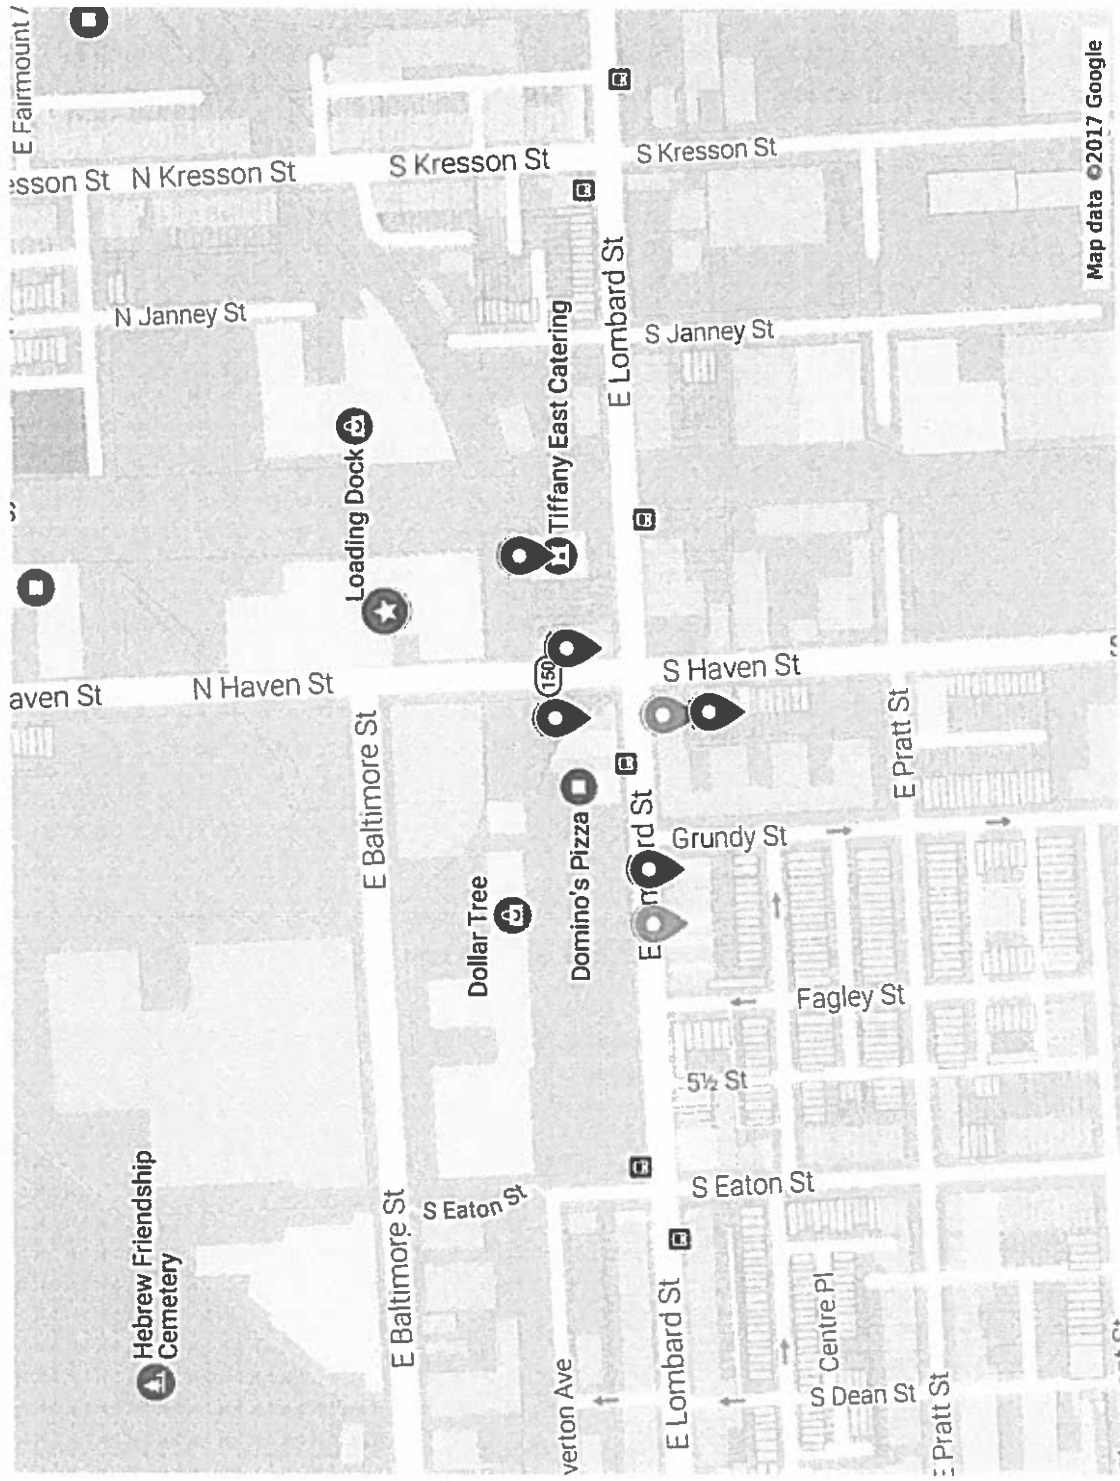 E Fairmount /
esson St
N Kresson St
S Kresson St
S Kresson St
N Janney St
S Janney St
E Lombard St
Tiffany East Catering
Loading Dock
aven St
N Haven St
150
S Haven St
E Baltimore St
E Pratt St
Domino's Pizza
Grundy St
Dollar Tree
E
m
rd St
Fagley St
5½ St
S Eaton St
S Eaton St
Hebrew Friendship
Cemetery
E Baltimore St
E Lombard St
verton Ave
Centre Pl
S Dean St
E Pratt St
Map data ©2017 Google